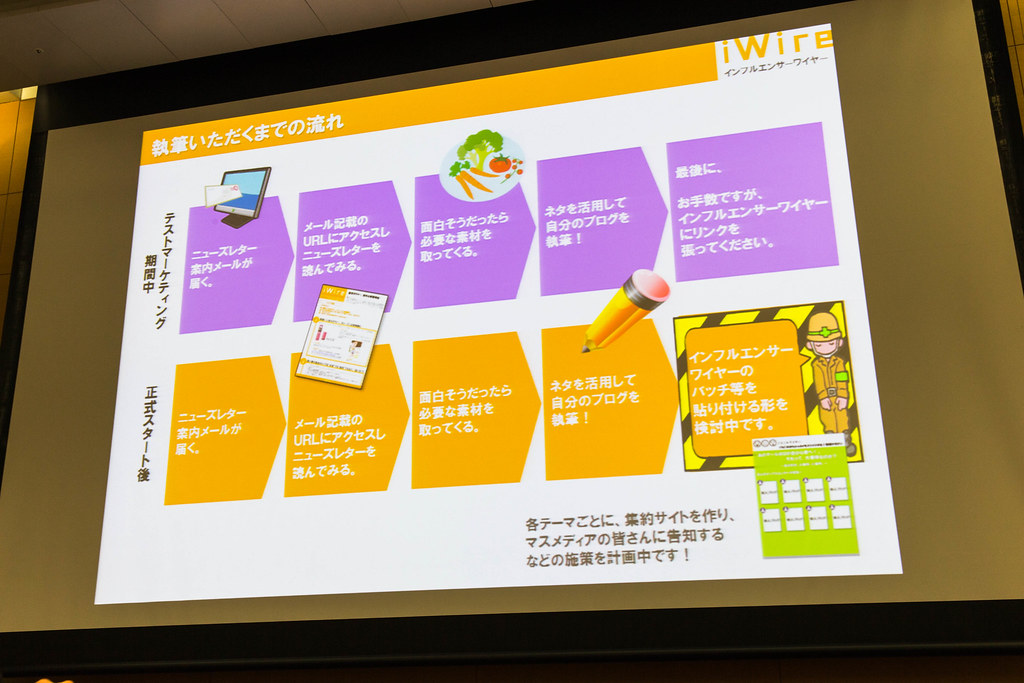 iWire
インフルエンサーワイヤー
執筆いただくまでの流れ
テストマーケティング
期間中
ニューズレター
案内メールが
届く。
メール記載の
URLにアクセスし
ニューズレターを
読んでみる。
面白そうだったら
必要な素材を
取ってくる。
ネタを活用して
自分のブログを
執筆！
最後に、
お手数ですが、
インフルエンサーワイヤー
にリンクを
張ってください。
iWire
正式スタート後
ニューズレター
案内メールが
届く。
メール記載の
URLにアクセスし
ニューズレターを
読んでみる。
面白そうだったら
必要な素材を
取ってくる。
ネタを活用して
自分のブログを
執筆！
インフルエンサー
ワイヤーの
バッチ等を
貼り付ける形を
検討中です。
各テーマごとに、集約サイトを作り、
マスメディアの皆さんに告知する
などの施策を計画中です！